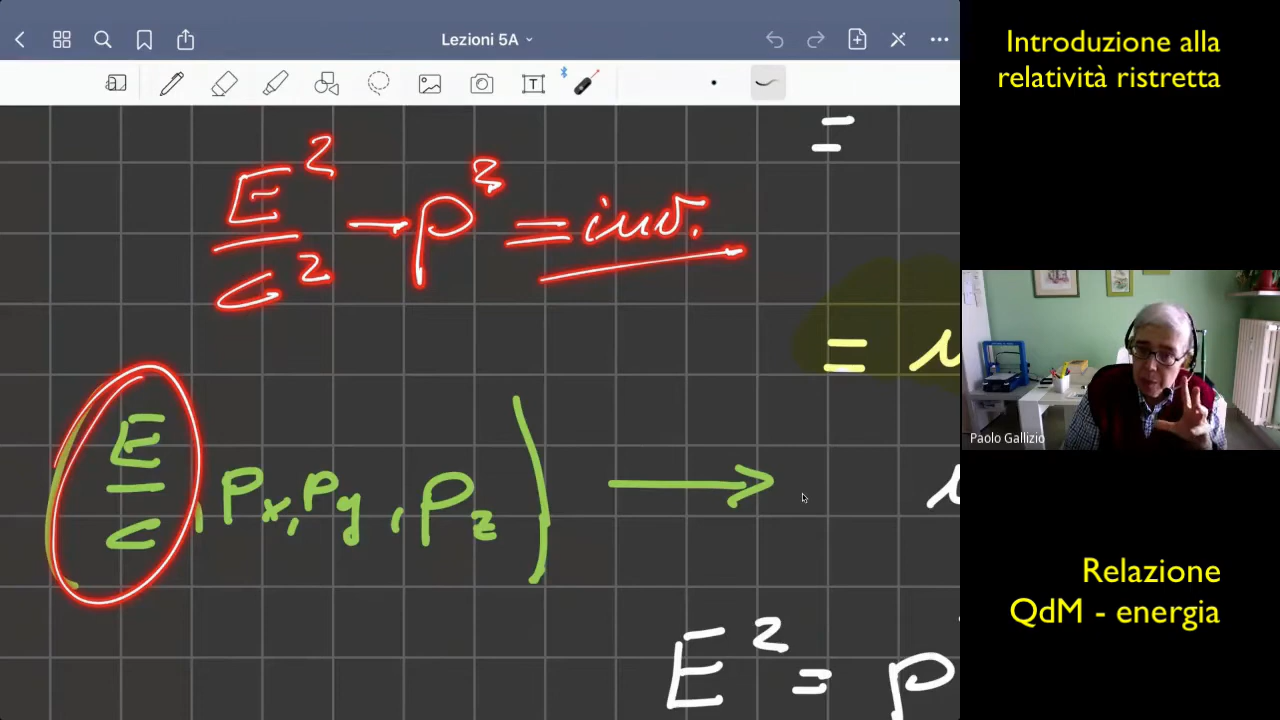 Lezioni 5A
T
=
E² / c² - p² = inv.
=
(E / c, px, py, pz) →
E² = p
Introduzione alla
relatività ristretta
Paolo Gallizio
Relazione
QdM - energia